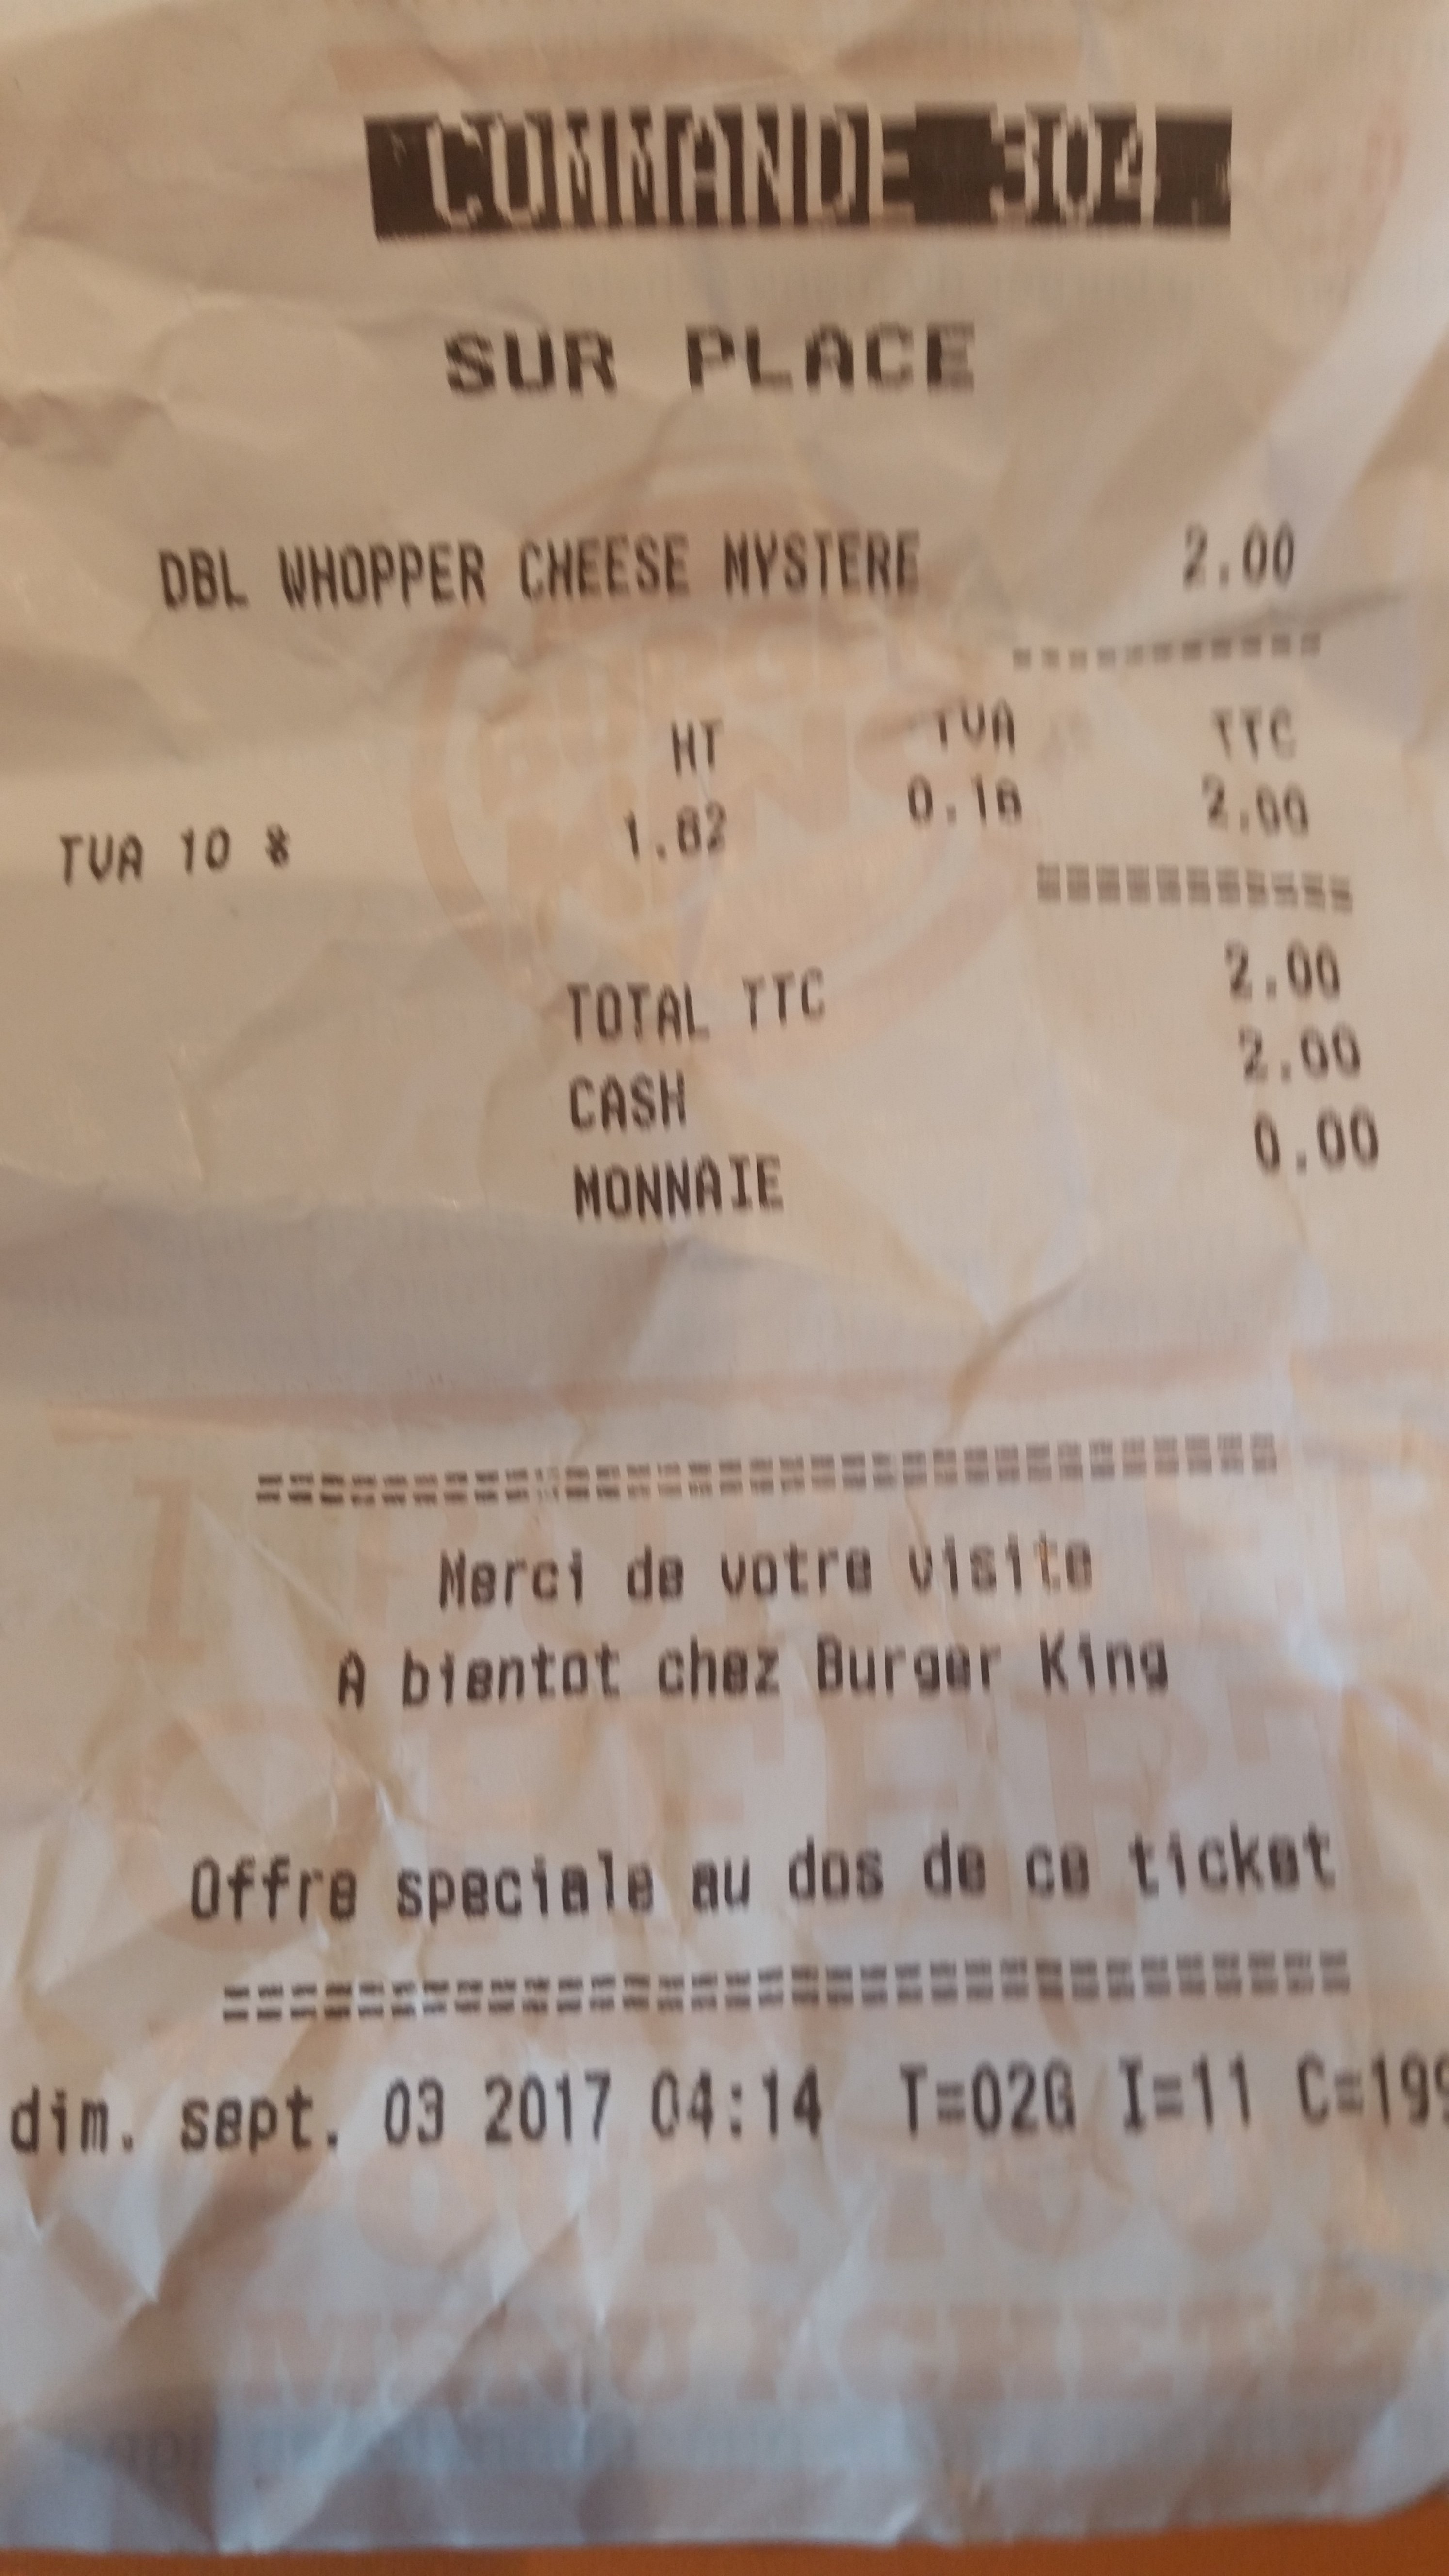 COMMANDE 304
SUR PLACE
DBL WHOPPER CHEESE MYSTERE 2.00
HT TVA TTC
TVA 10 % 1.82 0.18 2.00
TOTAL TTC 2.00
CASH 2.00
MONNAIE 0.00
Merci de votre visite
A bientot chez Burger King
Offre speciale au dos de ce ticket
dim. sept. 03 2017 04:14 T=02G I=11 C=199